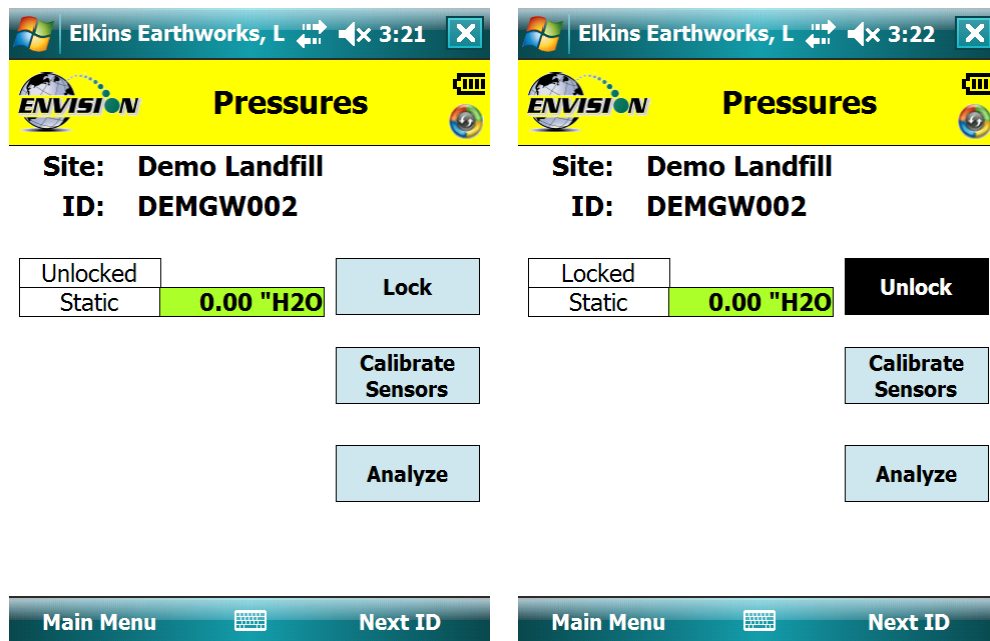 Elkins Earthworks, L 3:21
ENVISION Pressures
Site: Demo Landfill
ID: DEMGW002
Unlocked
Static 0.00 "H2O
Lock
Calibrate
Sensors
Analyze
Main Menu Next ID
Elkins Earthworks, L 3:22
ENVISION Pressures
Site: Demo Landfill
ID: DEMGW002
Locked
Static 0.00 "H2O
Unlock
Calibrate
Sensors
Analyze
Main Menu Next ID